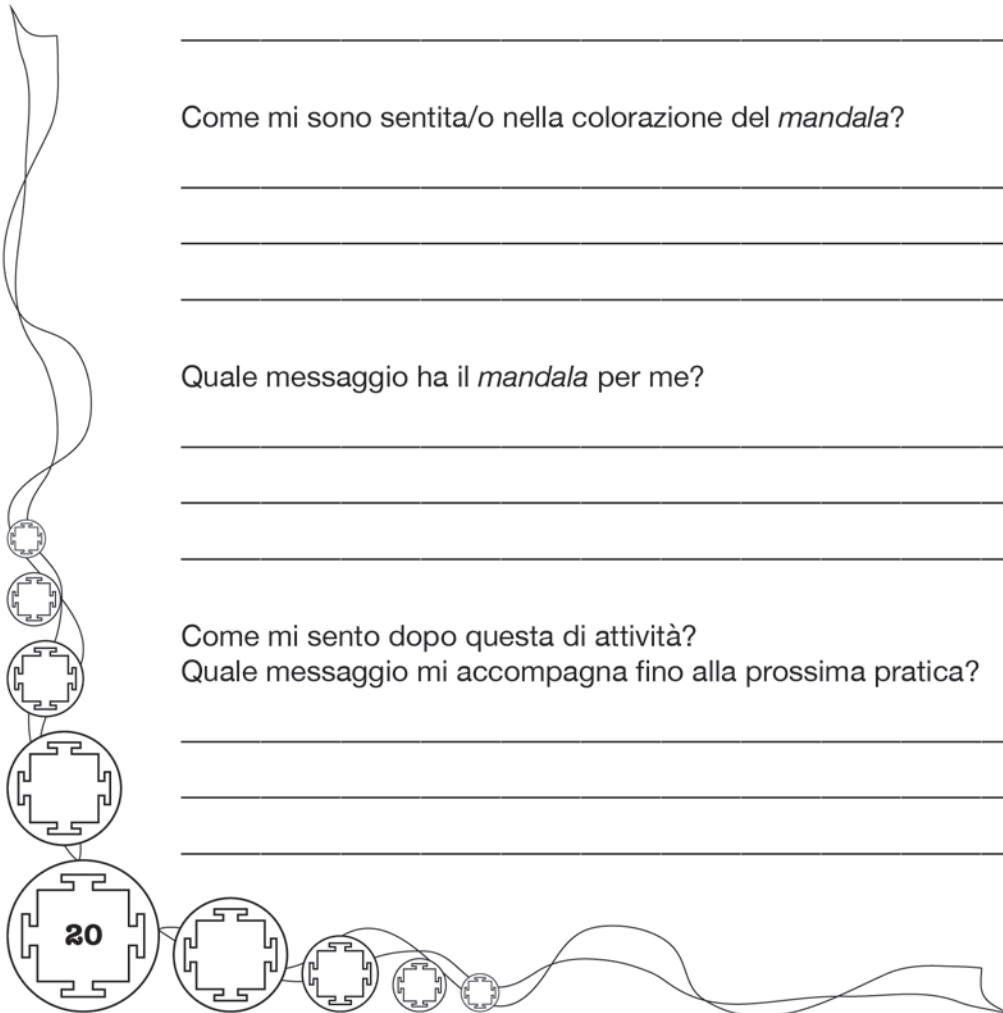 Come mi sono sentita/o nella colorazione del mandala?
Quale messaggio ha il mandala per me?
Come mi sento dopo questa di attività?
Quale messaggio mi accompagna fino alla prossima pratica?
20